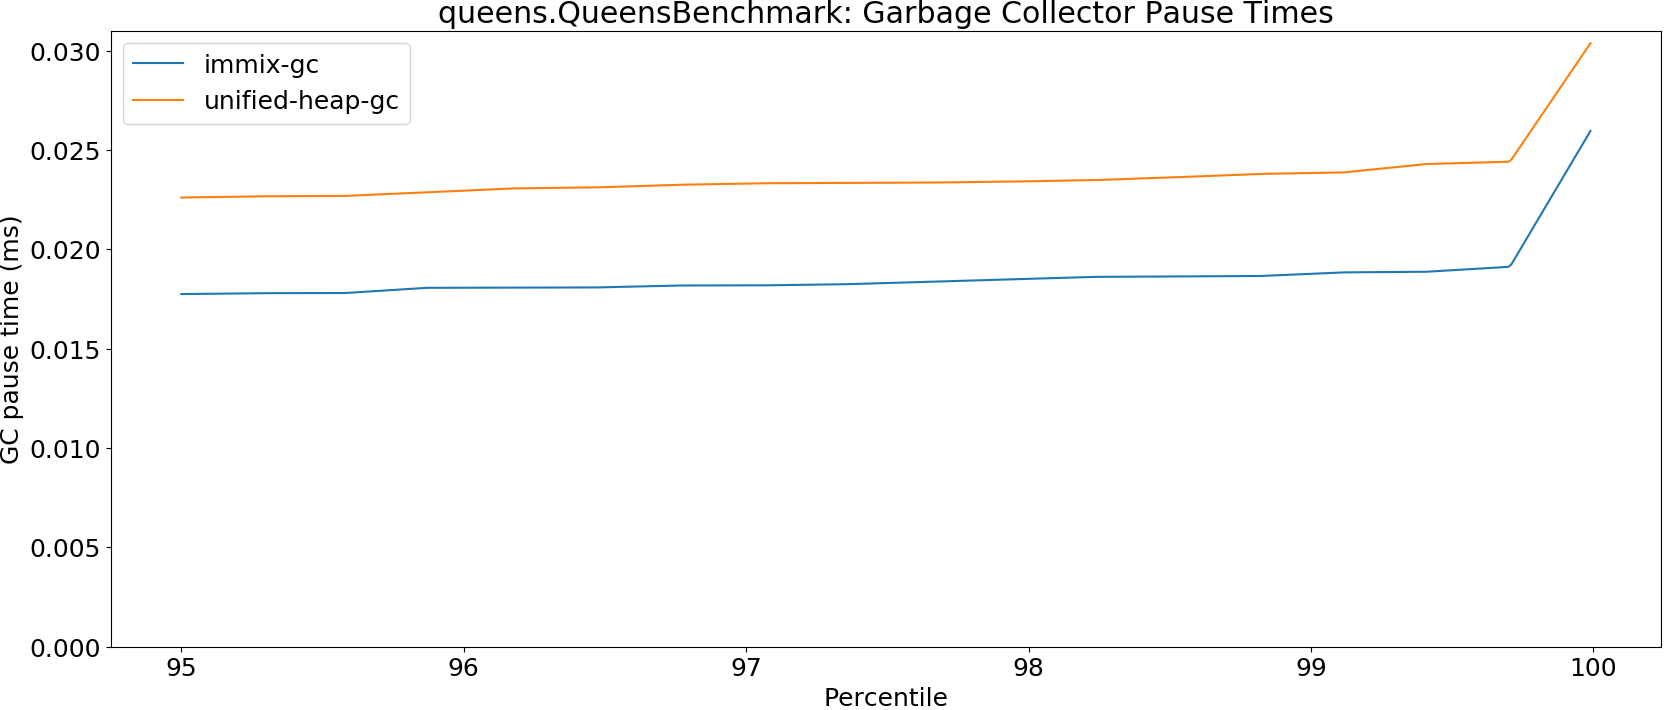 queens.QueensBenchmark: Garbage Collector Pause Times
immix-gc
unified-heap-gc
GC pause time (ms)
0.030
0.025
0.020
0.015
0.010
0.005
0.000
95 96 97 98 99 100
Percentile